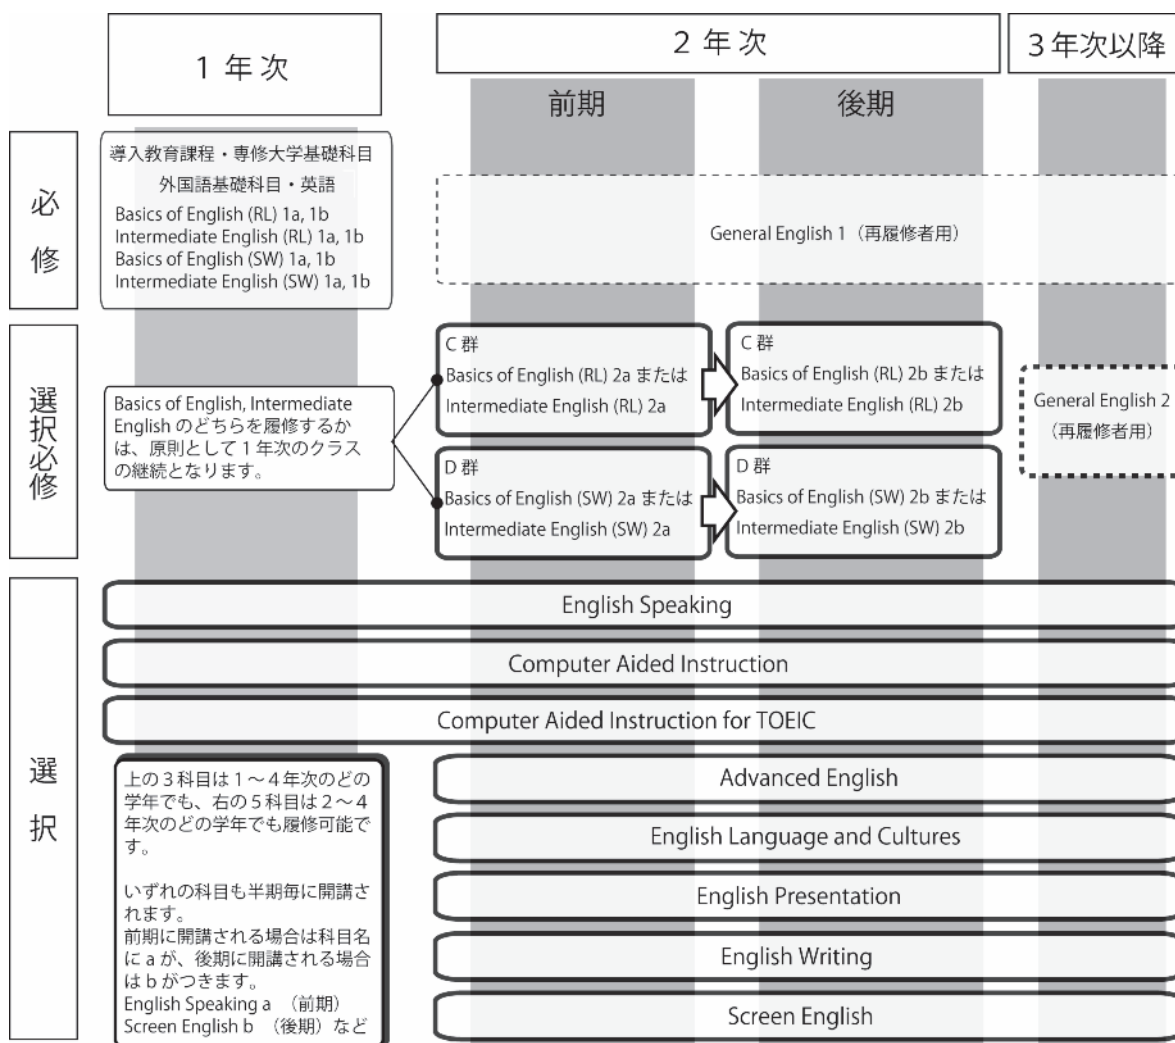 1 年 次
2 年 次
3 年次以降
前期
後期
必修
導入教育課程・専修大学基礎科目
外国語基礎科目・英語
Basics of English (RL) 1a, 1b
Intermediate English (RL) 1a, 1b
Basics of English (SW) 1a, 1b
Intermediate English (SW) 1a, 1b
General English 1（再履修者用）
選択必修
Basics of English, Intermediate
English のどちらを履修するか
は、原則として 1 年次のクラス
の継続となります。
C 群
Basics of English (RL) 2a または
Intermediate English (RL) 2a
C 群
Basics of English (RL) 2b または
Intermediate English (RL) 2b
D 群
Basics of English (SW) 2a または
Intermediate English (SW) 2a
D 群
Basics of English (SW) 2b または
Intermediate English (SW) 2b
General English 2
（再履修者用）
選択
English Speaking
Computer Aided Instruction
Computer Aided Instruction for TOEIC
上の 3 科目は 1 ～ 4 年次のどの
学年でも、右の 5 科目は 2 ～ 4
年次のどの学年でも履修可能で
す。
いずれの科目も半期毎に開講さ
れます。
前期に開講される場合は科目名
に a が、後期に開講される場合
は b がつきます。
English Speaking a （前期）
Screen English b （後期）など
Advanced English
English Language and Cultures
English Presentation
English Writing
Screen English